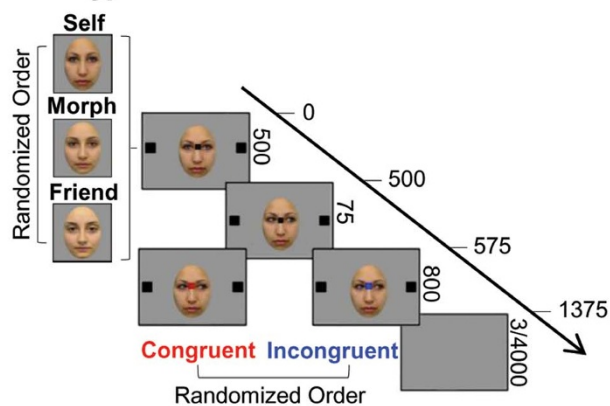 Self
Morph
Friend
Randomized Order
500
75
800
3/4000
0
500
575
1375
Congruent Incongruent
Randomized Order